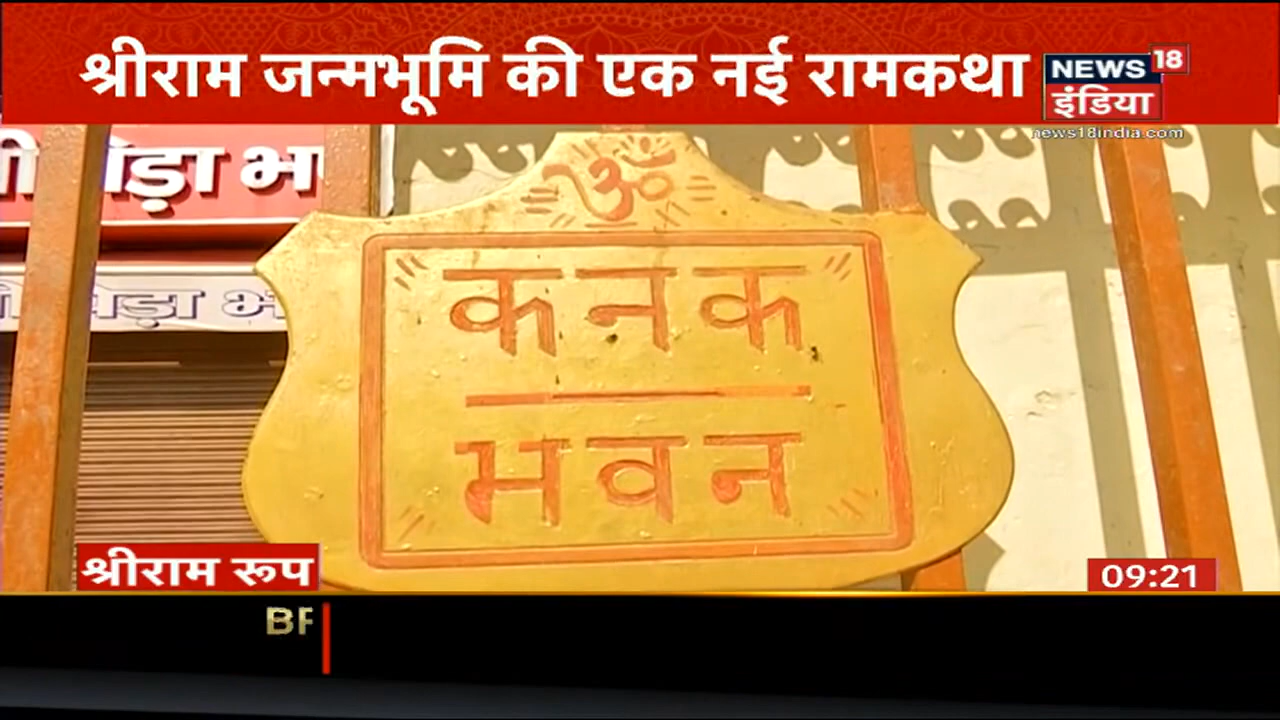 श्रीराम जन्मभूमि की एक नई रामकथा
NEWS 18
इंडिया
news18india.com
ॐ
कनक
भवन
श्रीराम रूप
09:21